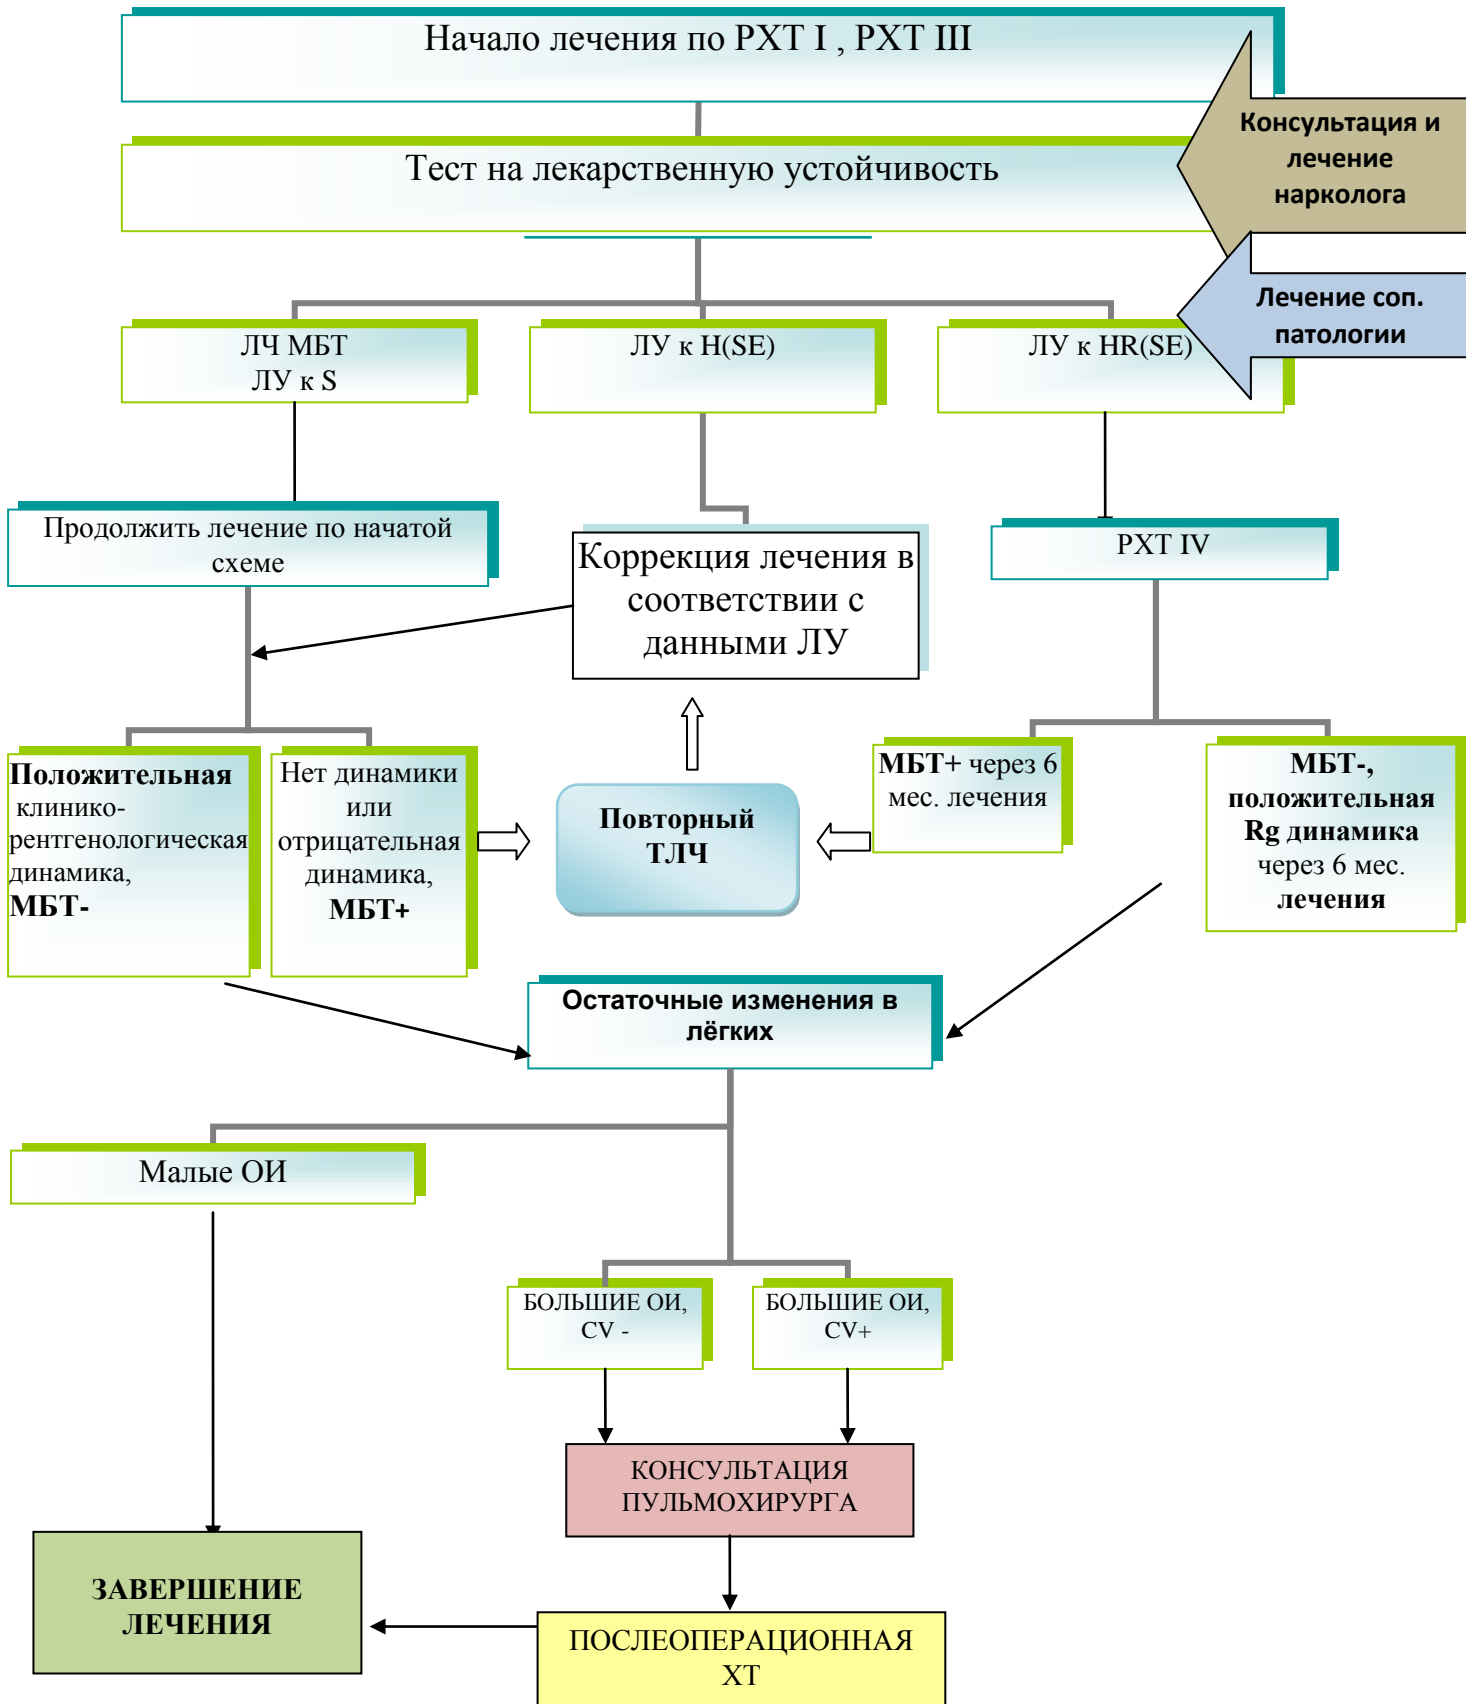 Начало лечения по РХТ I , РХТ III
Консультация и
лечение
нарколога
Тест на лекарственную устойчивость
Лечение соп.
патологии
ЛЧ МБТ
ЛУ к S
ЛУ к H(SE)
ЛУ к HR(SE)
Продолжить лечение по начатой
схеме
Коррекция лечения в
соответствии с
данными ЛУ
РХТ IV
Положительная
клинико-
рентгенологическая
динамика,
МБТ-
Нет динамики
или
отрицательная
динамика,
МБТ+
Повторный
ТЛЧ
МБТ+ через 6
мес. лечения
МБТ-,
положительная
Rg динамика
через 6 мес.
лечения
Остаточные изменения в
лёгких
Малые ОИ
БОЛЬШИЕ ОИ,
CV -
БОЛЬШИЕ ОИ,
CV+
КОНСУЛЬТАЦИЯ
ПУЛЬМОХИРУРГА
ЗАВЕРШЕНИЕ
ЛЕЧЕНИЯ
ПОСЛЕОПЕРАЦИОННАЯ
ХТ